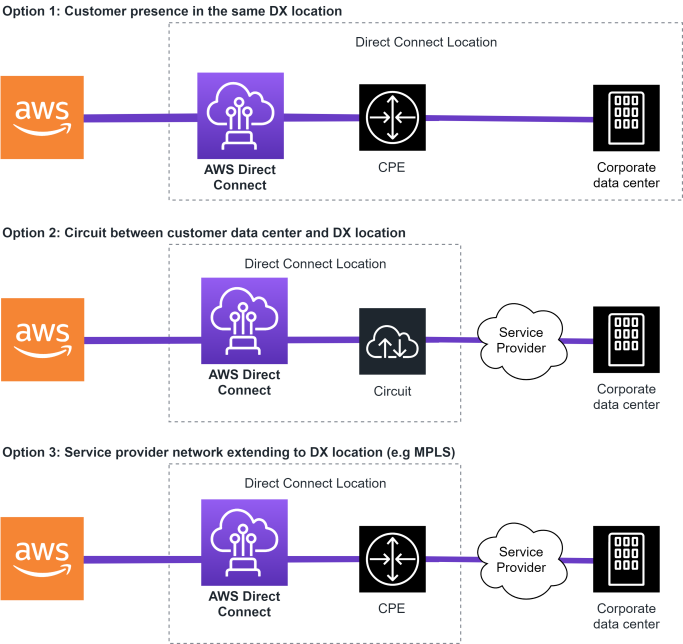 Option 1: Customer presence in the same DX location
Direct Connect Location
aws
AWS Direct
Connect
CPE
Corporate
data center
Option 2: Circuit between customer data center and DX location
Direct Connect Location
aws
AWS Direct
Connect
Circuit
Service
Provider
Corporate
data center
Option 3: Service provider network extending to DX location (e.g MPLS)
Direct Connect Location
aws
AWS Direct
Connect
CPE
Service
Provider
Corporate
data center